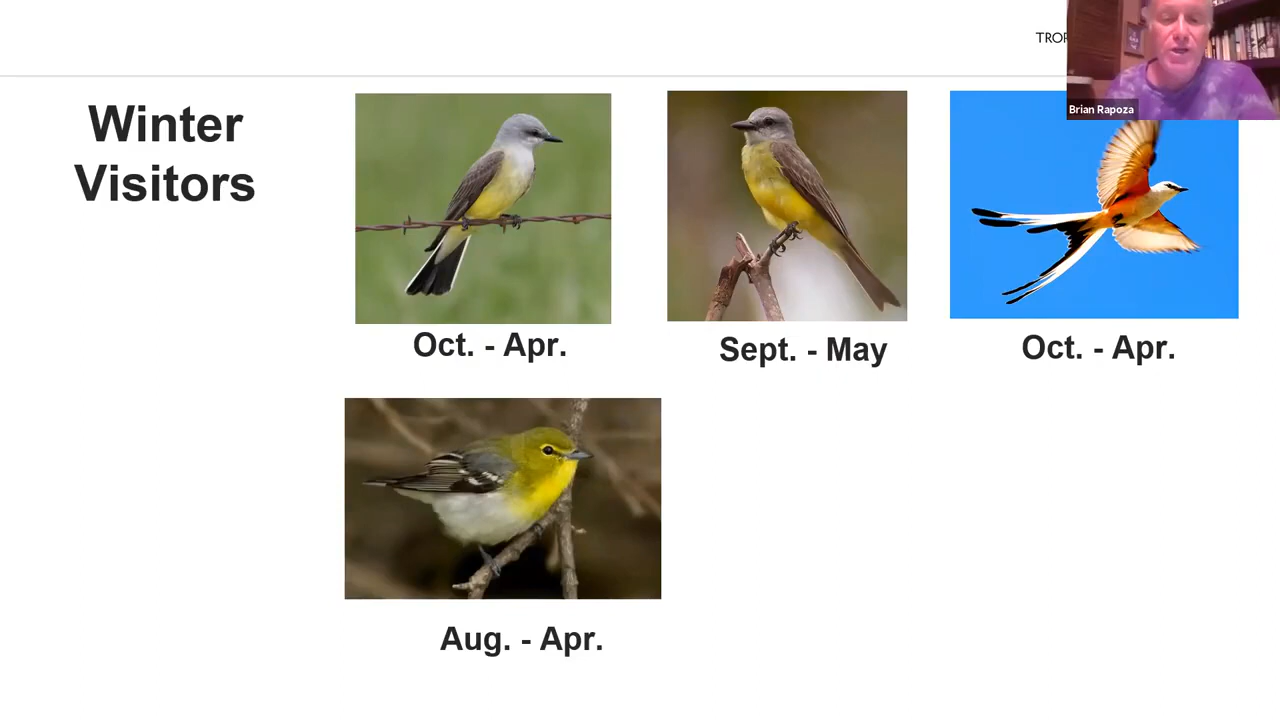 Winter
Visitors
Brian Rapoza
Oct. - Apr.
Sept. - May
Oct. - Apr.
Aug. - Apr.